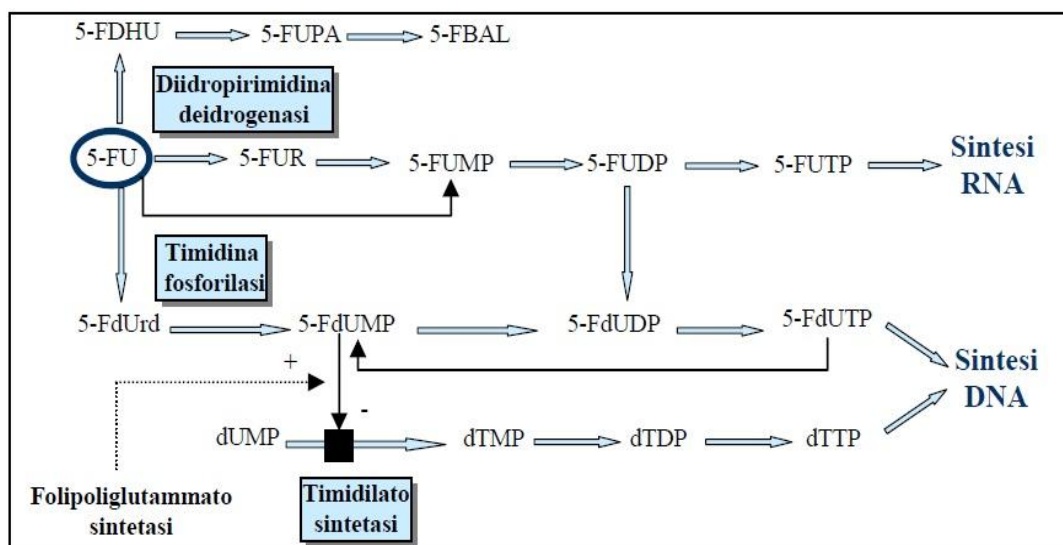 5-FDHU 5-FUPA 5-FBAL
Diidropirimidina
deidrogenasi
5-FU 5-FUR 5-FUMP 5-FUDP 5-FUTP Sintesi
RNA
Timidina
fosforilasi
5-FdUrd 5-FdUMP 5-FdUDP 5-FdUTP
Sintesi
DNA
+
-
dUMP dTMP dTDP dTTP
Folipoliglutammato
sintetasi
Timidilato
sintetasi